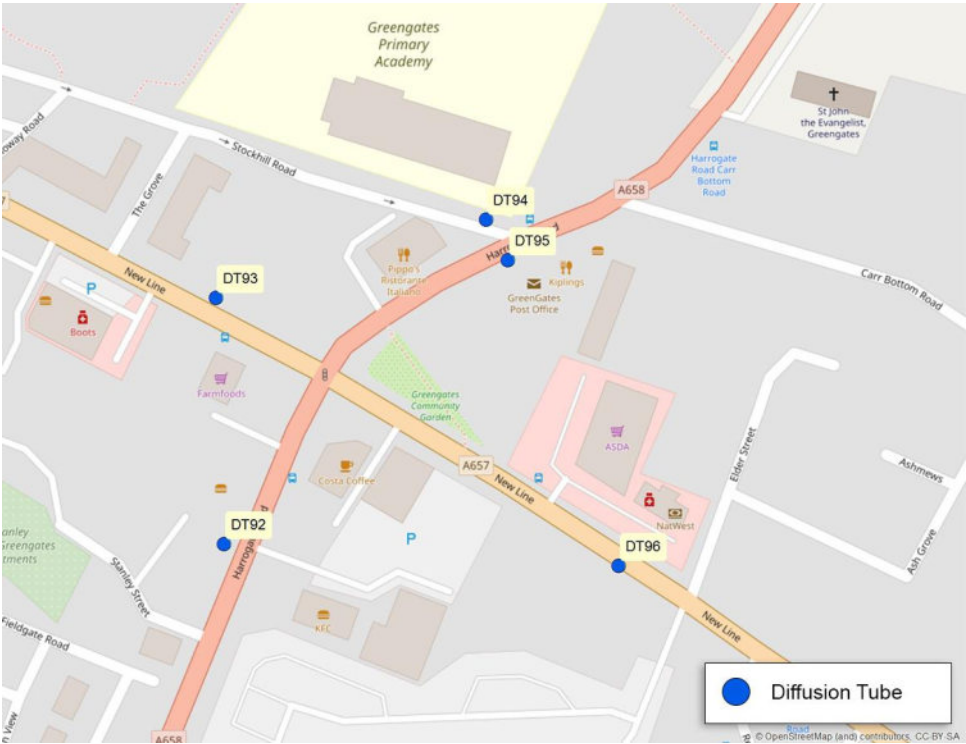 Greengates
Primary
Academy
St John
the Evangelist,
Greengates
Harrogate
Road Carr
Bottom
Road
A658
Stockhill Road
The Grove
DT94
DT95
Pippo's
Ristorante
Italiano
Kiplings
GreenGates
Post Office
Carr Bottom Road
DT93
New Line
P
Boots
Farmfoods
Greengates
Community
Garden
ASDA
Elder Street
Ashmews
Ash Grove
A657
New Line
Costa Coffee
NatWest
P
DT92
DT96
Stanley Street
KFC
New Line
Fieldgate Road
A658
Diffusion Tube
Road
© OpenStreetMap (and) contributors, CC-BY-SA